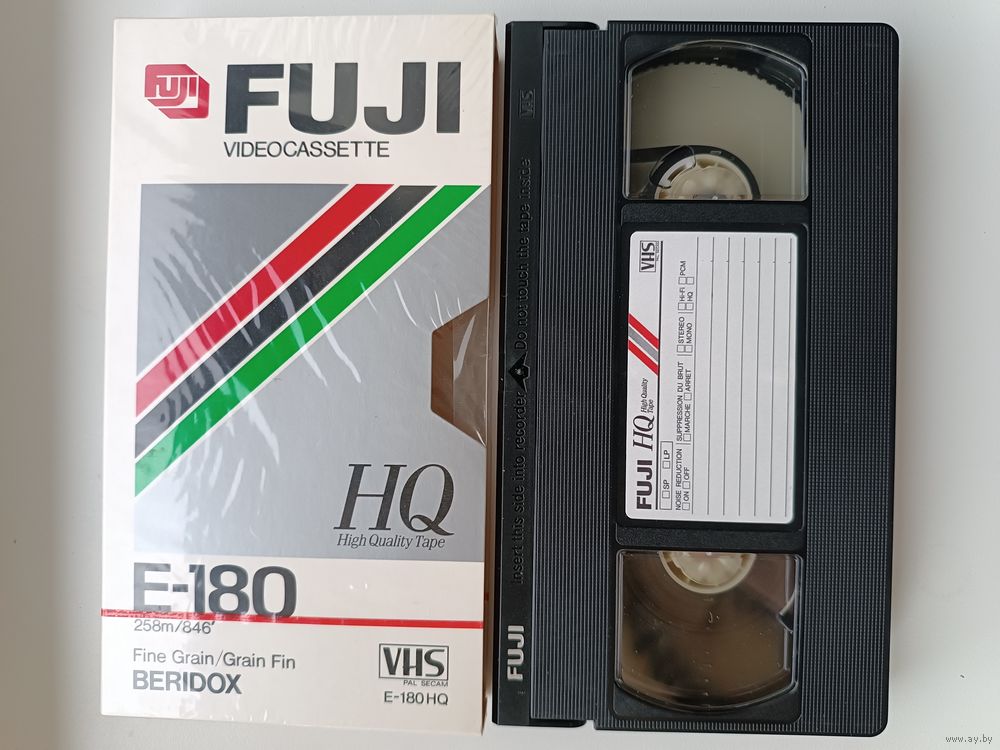 FUJI
FUJI
VIDEOCASSETTE
HQ
High Quality Tape
E-180
258m/846'
Fine Grain/Grain Fin
BERIDOX
VHS
PAL SECAM
E-180HQ
VHS
Insert this side into recorder Do not touch the tape inside
FUJI
FUJI HQ High Quality Tape
VHS
SP LP
NOISE REDUCTION SUPPRESSION DU BRUIT STEREO Hi-Fi PCM
ON OFF MARCHE ARRET MONO HQ
www.ay.by